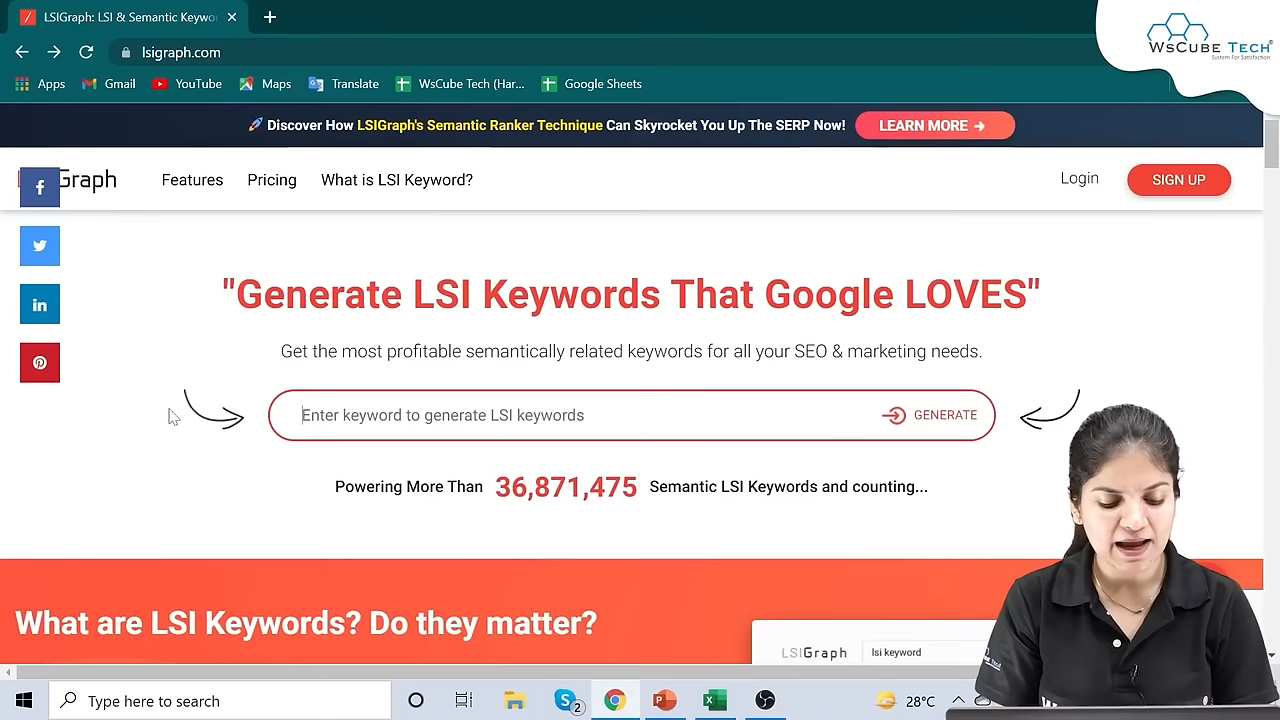 LSIGraph: LSI & Semantic Keywor
WsCube Tech®
System For Satisfaction
lsigraph.com
Apps
Gmail
YouTube
Maps
Translate
WsCube Tech (Har...
Google Sheets
Discover How LSIGraph's Semantic Ranker Technique Can Skyrocket You Up The SERP Now!
LEARN MORE
Graph
Features
Pricing
What is LSI Keyword?
Login
SIGN UP
"Generate LSI Keywords That Google LOVES"
Get the most profitable semantically related keywords for all your SEO & marketing needs.
Enter keyword to generate LSI keywords
GENERATE
Powering More Than 36,871,475 Semantic LSI Keywords and counting...
What are LSI Keywords? Do they matter?
LSIGraph
lsi keyword
Type here to search
2
28°C